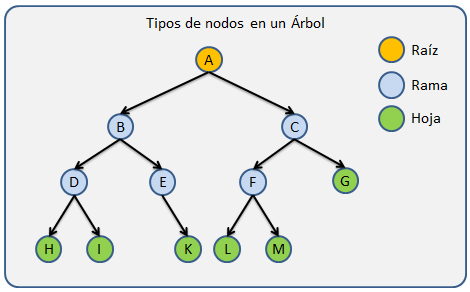 Tipos de nodos en un Árbol
A
Raíz
Rama
B
C
Hoja
D
E
F
G
H
I
K
L
M